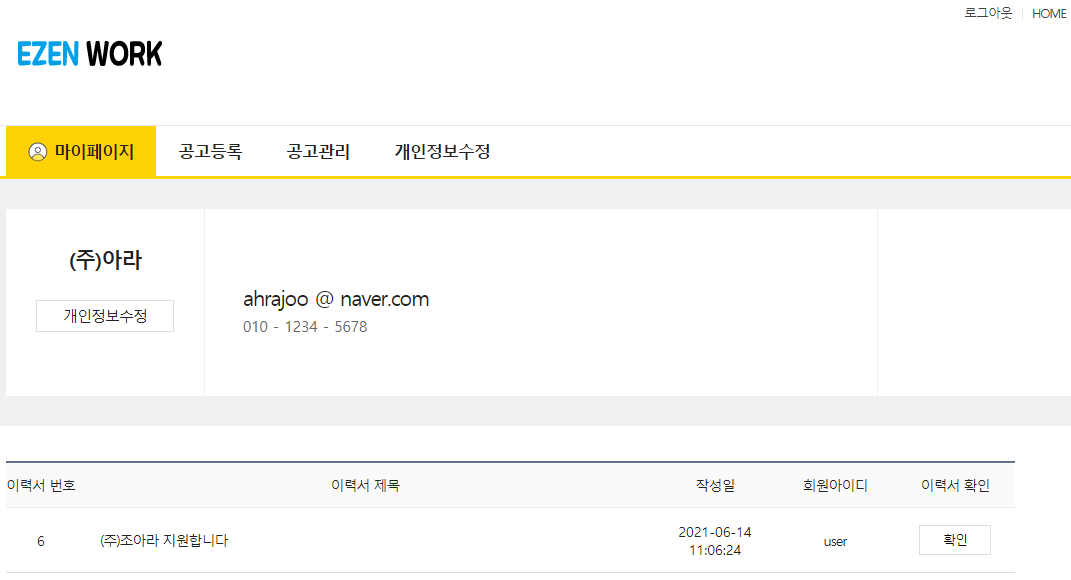 로그아웃 HOME
EZEN WORK
마이페이지 공고등록 공고관리 개인정보수정
(주)아라
개인정보수정
ahrajoo @ naver.com
010 - 1234 - 5678
이력서 번호 이력서 제목 작성일 회원아이디 이력서 확인
6 (주)조아라 지원합니다 2021-06-14 11:06:24 user 확인